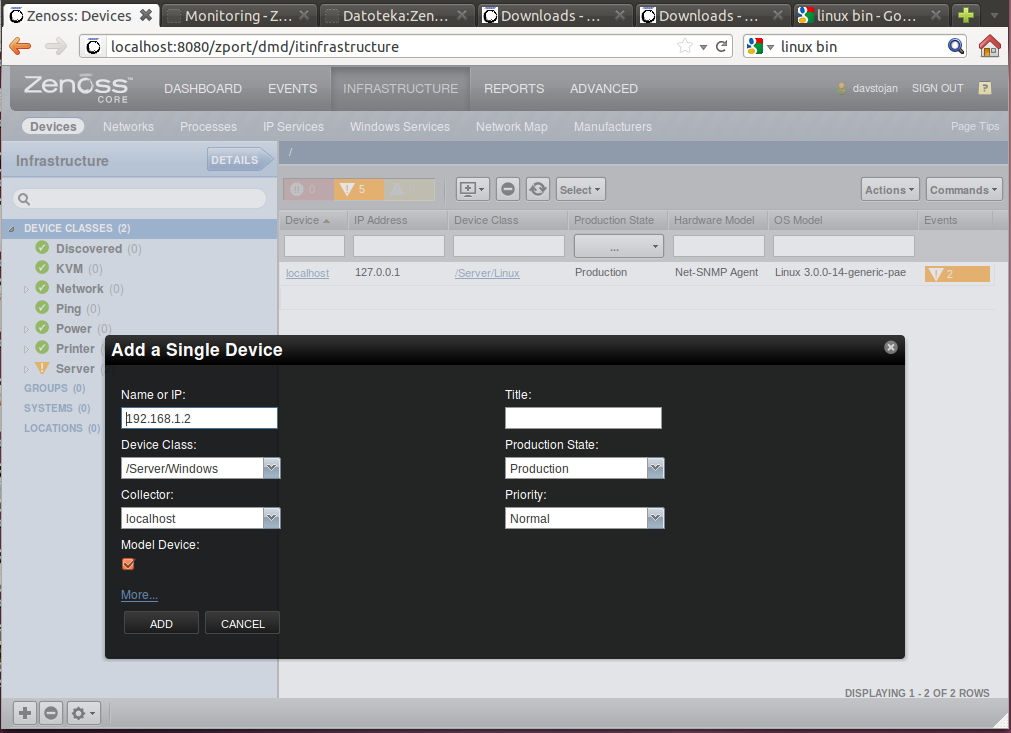 Zenoss: Devices Monitoring - Z... Datoteka:Zen... Downloads - ... Downloads - ... linux bin - Go...
localhost:8080/zport/dmd/itinfrastructure linux bin
Zenoss CORE DASHBOARD EVENTS INFRASTRUCTURE REPORTS ADVANCED davstojan SIGN OUT ?
Devices Networks Processes IP Services Windows Services Network Map Manufacturers Page Tips
Infrastructure DETAILS /
0 5 0 Select Actions Commands
Device IP Address Device Class Production State Hardware Model OS Model Events
...
DEVICE CLASSES (2)
Discovered (0)
localhost 127.0.0.1 /Server/Linux Production Net-SNMP Agent Linux 3.0.0-14-generic-pae 2
KVM (0)
Network (0)
Ping (0)
Power (0)
Printer
Server
GROUPS (0)
SYSTEMS (0)
LOCATIONS (0)
Add a Single Device
Name or IP: Title:
192.168.1.2
Device Class: Production State:
/Server/Windows Production
Collector: Priority:
localhost Normal
Model Device:
More...
ADD CANCEL
DISPLAYING 1 - 2 OF 2 ROWS